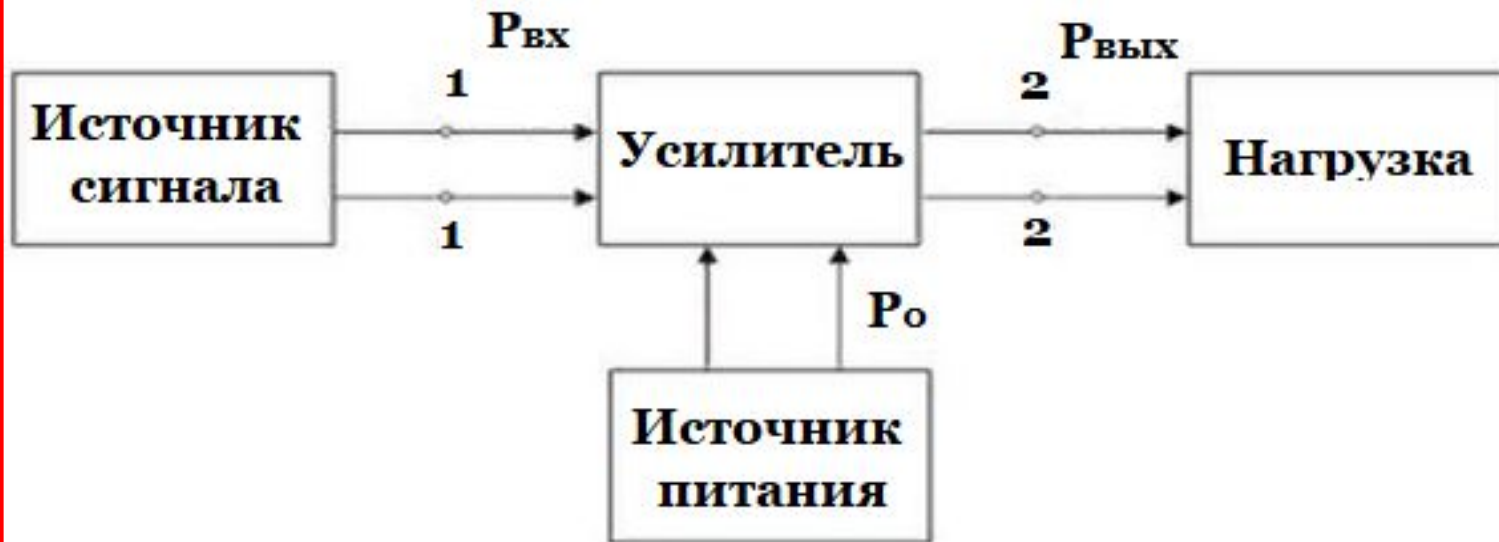 Pвх
Pвых
1
2
Источник
сигнала
Усилитель
Нагрузка
1
2
Pо
Источник
питания